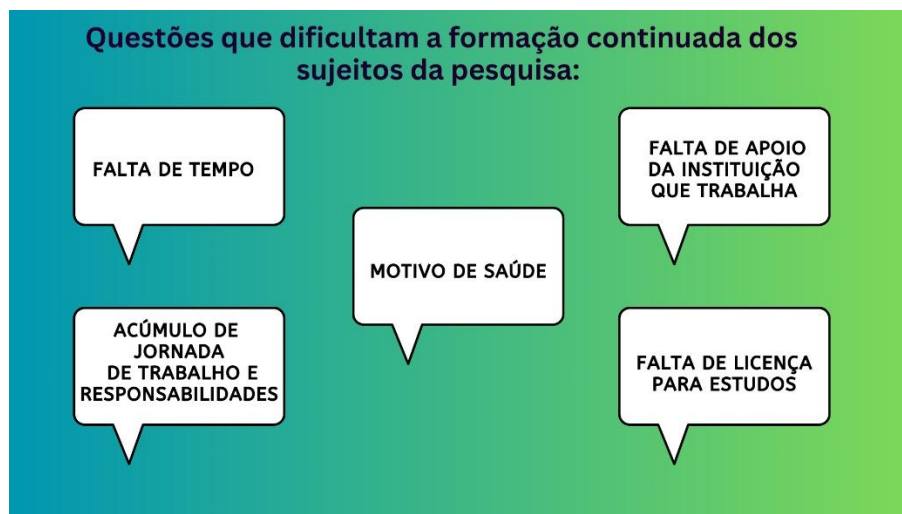 Questões que dificultam a formação continuada dos
sujeitos da pesquisa:
FALTA DE TEMPO
FALTA DE APOIO
DA INSTITUIÇÃO
QUE TRABALHA
MOTIVO DE SAÚDE
ACÚMULO DE
JORNADA
DE TRABALHO E
RESPONSABILIDADES
FALTA DE LICENÇA
PARA ESTUDOS